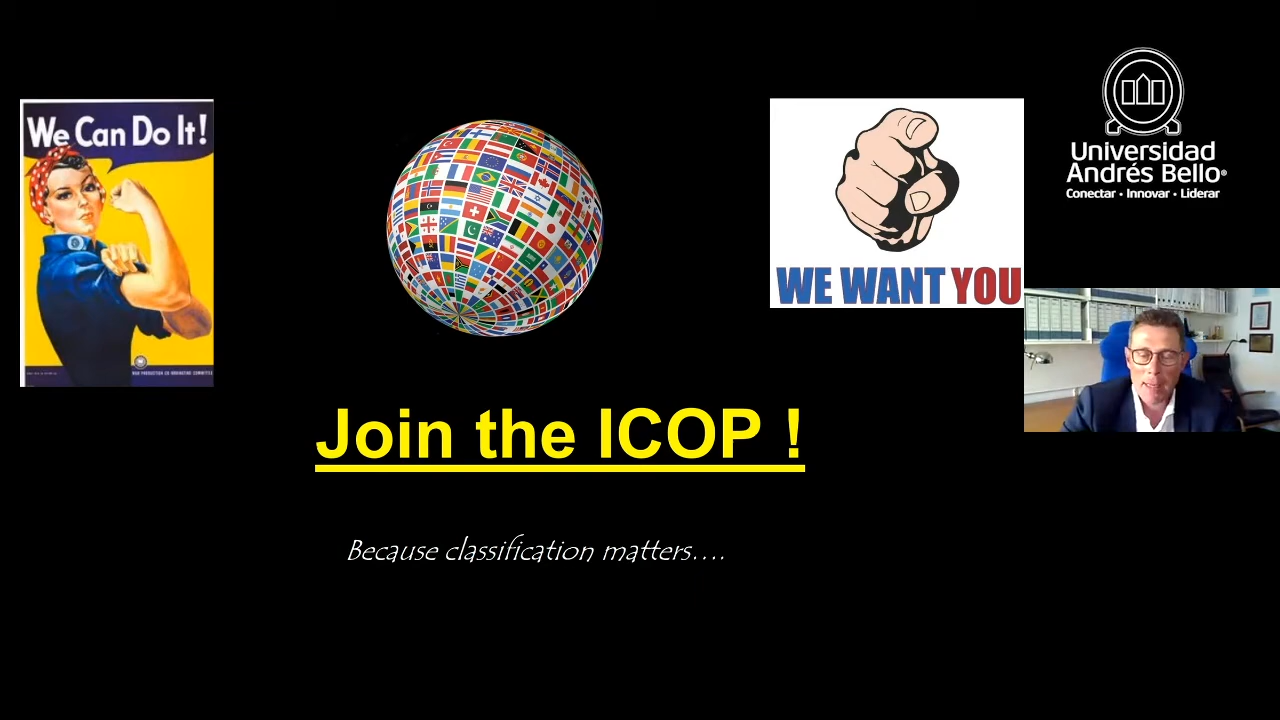 We Can Do It!
WE WANT YOU
Universidad
Andrés Bello®
Conectar • Innovar • Liderar
Join the ICOP !
Because classification matters....